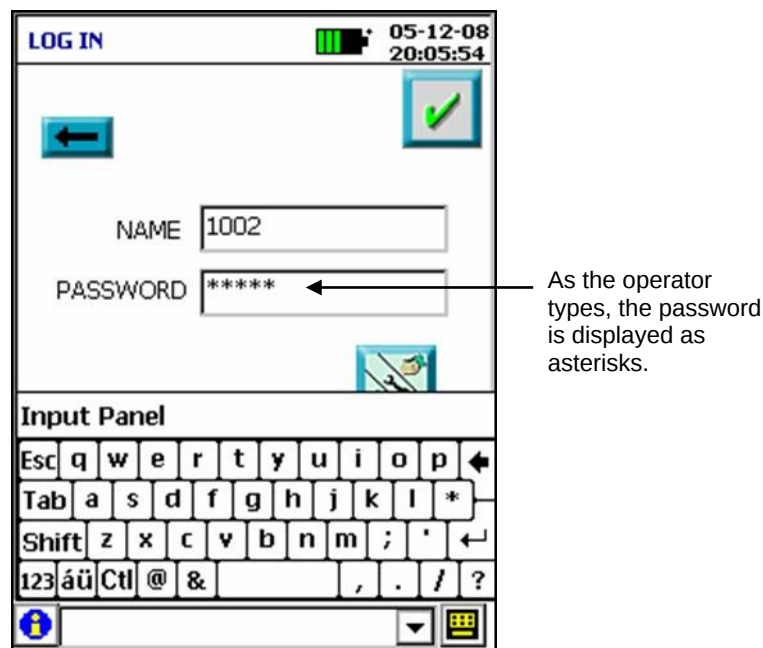 LOG IN
05-12-08
20:05:54
NAME 1002
PASSWORD *****
As the operator
types, the password
is displayed as
asterisks.
Input Panel
Esc q w e r t y u i o p
Tab a s d f g h j k l *
Shift z x c v b n m ; '
123 áü Ctl @ & , . / ?